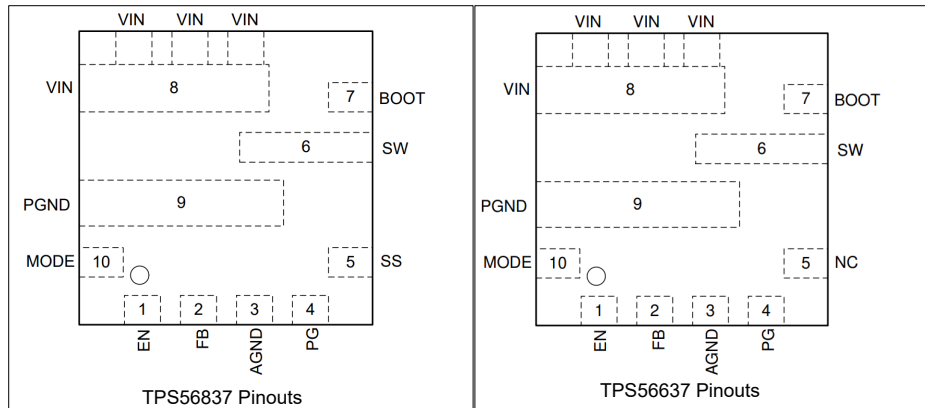 VIN VIN VIN
VIN 8
7 BOOT
6 SW
PGND 9
MODE 10
5 SS
1 2 3 4
EN FB AGND PG
TPS56837 Pinouts
VIN VIN VIN
VIN 8
7 BOOT
6 SW
PGND 9
MODE 10
5 NC
1 2 3 4
EN FB AGND PG
TPS56637 Pinouts